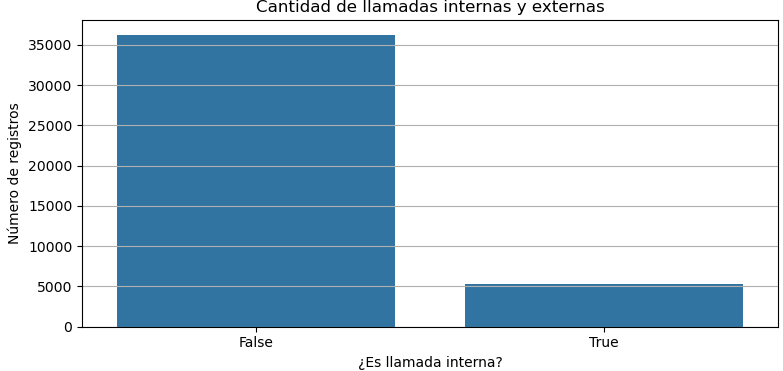 Cantidad de llamadas internas y externas
Número de registros
35000
30000
25000
20000
15000
10000
5000
0
False
True
¿Es llamada interna?